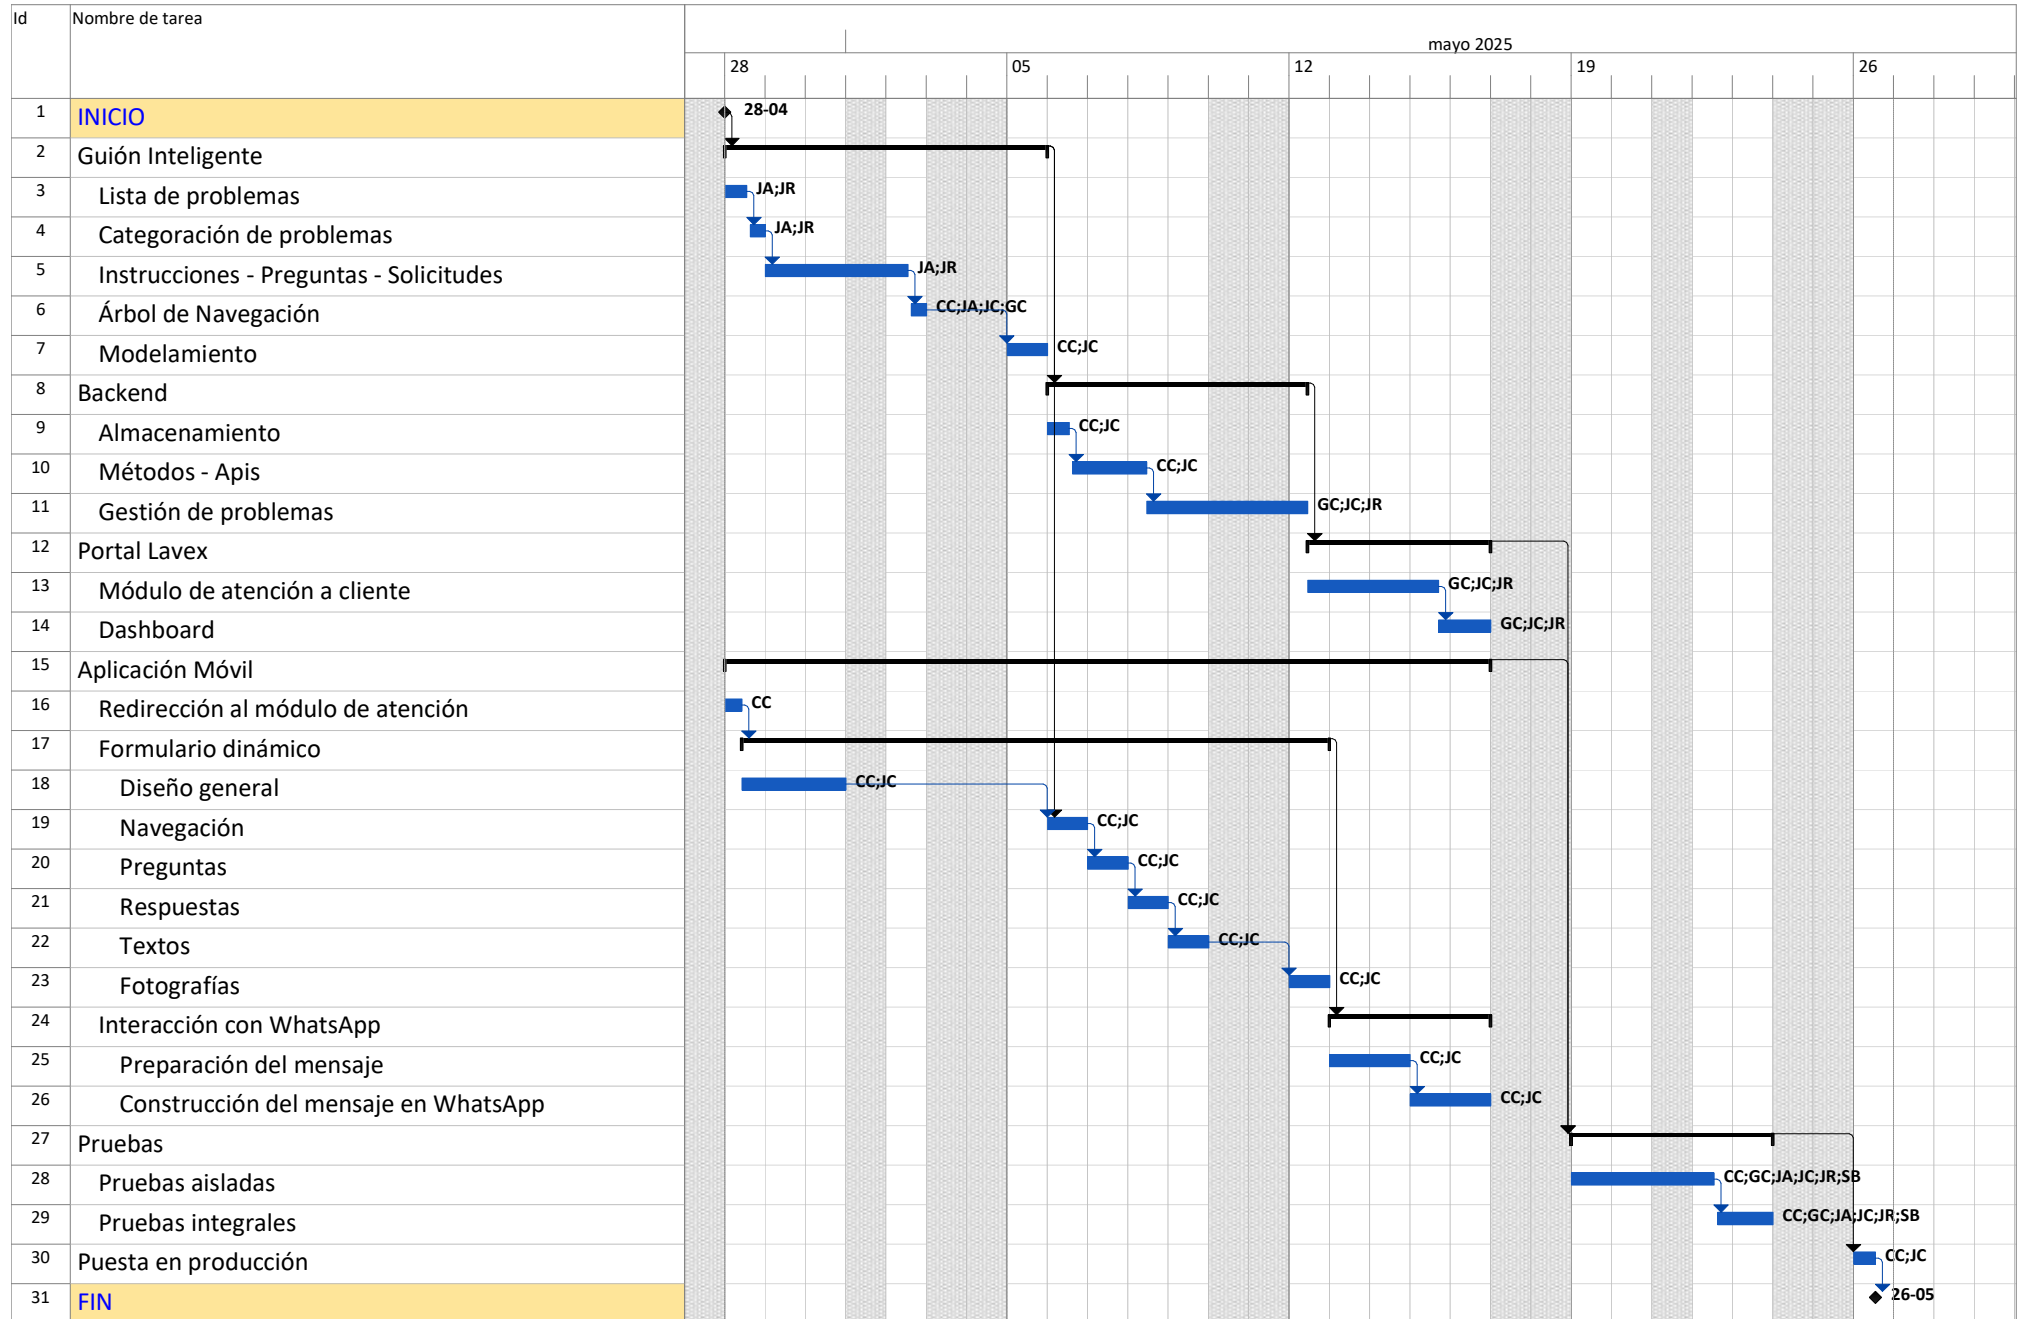 Id Nombre de tarea
mayo 2025
28 05 12 19 26
1 INICIO 28-04
2 Guión Inteligente
3 Lista de problemas JA;JR
4 Categoración de problemas JA;JR
5 Instrucciones - Preguntas - Solicitudes JA;JR
6 Árbol de Navegación CC;JA;JC;GC
7 Modelamiento CC;JC
8 Backend
9 Almacenamiento CC;JC
10 Métodos - Apis CC;JC
11 Gestión de problemas GC;JC;JR
12 Portal Lavex
13 Módulo de atención a cliente GC;JC;JR
14 Dashboard GC;JC;JR
15 Aplicación Móvil
16 Redirección al módulo de atención CC
17 Formulario dinámico
18 Diseño general CC;JC
19 Navegación CC;JC
20 Preguntas CC;JC
21 Respuestas CC;JC
22 Textos CC;JC
23 Fotografías CC;JC
24 Interacción con WhatsApp
25 Preparación del mensaje CC;JC
26 Construcción del mensaje en WhatsApp CC;JC
27 Pruebas
28 Pruebas aisladas CC;GC;JA;JC;JR;SB
29 Pruebas integrales CC;GC;JA;JC;JR;SB
30 Puesta en producción CC;JC
31 FIN 26-05